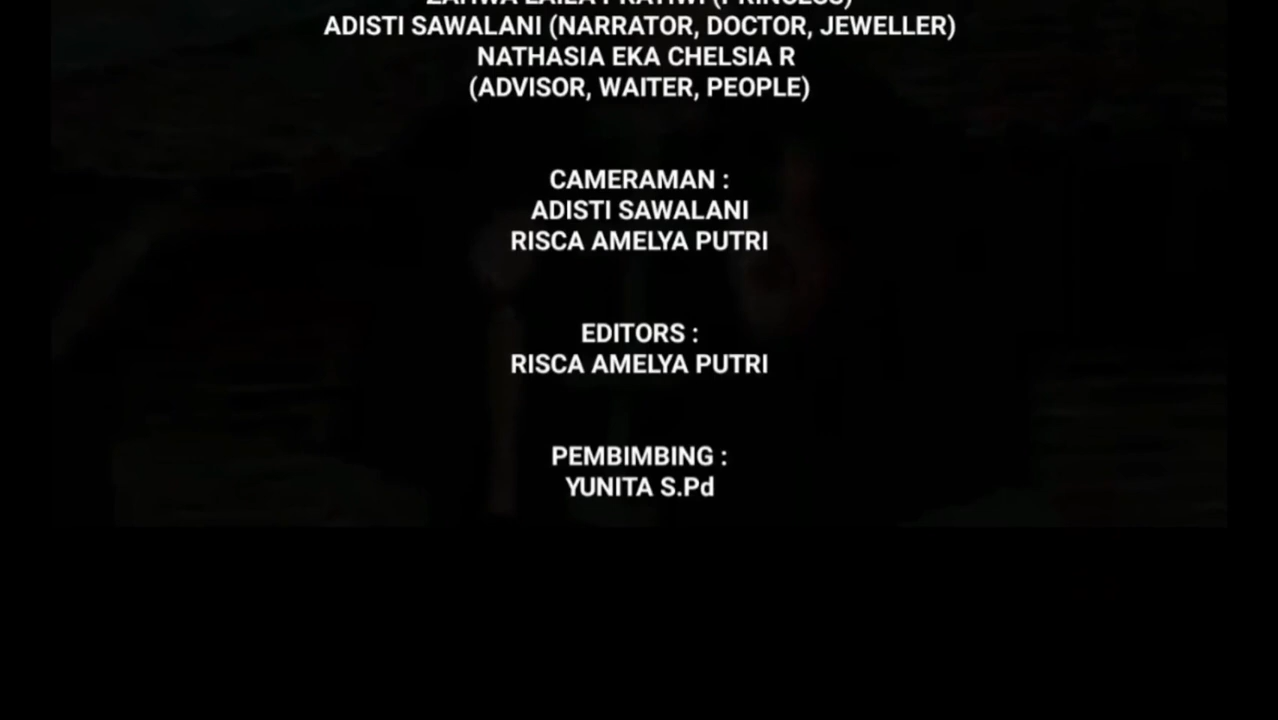 ADISTI SAWALANI (NARRATOR, DOCTOR, JEWELLER)
NATHASIA EKA CHELSIA R
(ADVISOR, WAITER, PEOPLE)
CAMERAMAN :
ADISTI SAWALANI
RISCA AMELYA PUTRI
EDITORS :
RISCA AMELYA PUTRI
PEMBIMBING :
YUNITA S.Pd